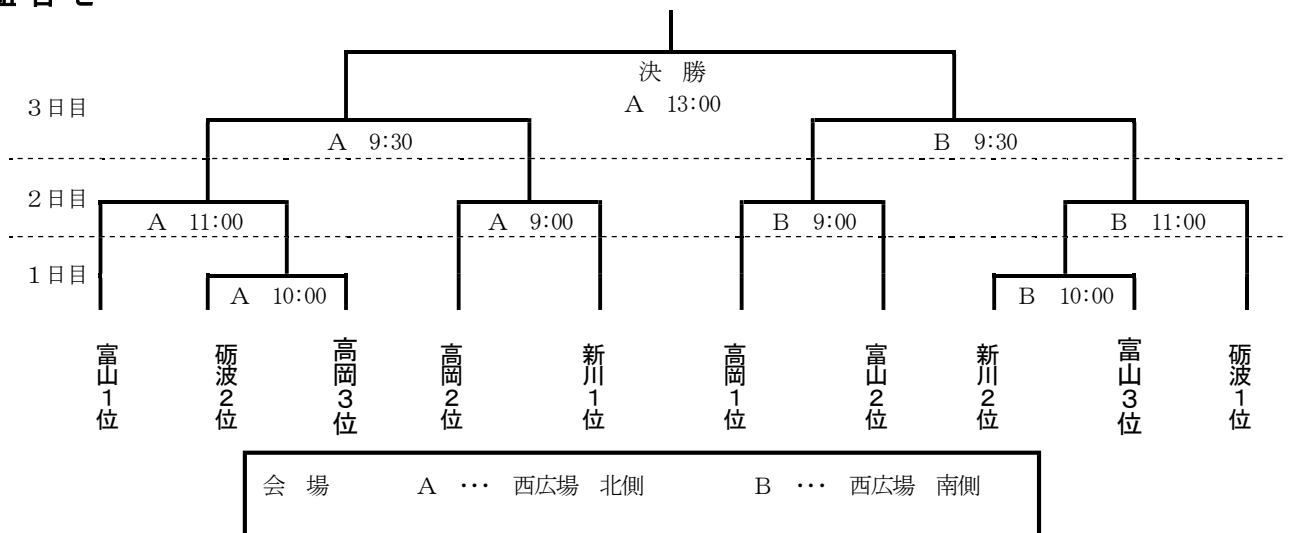 決 勝
A 13:00
3日目
A 9:30
B 9:30
2日目
A 11:00
A 9:00
B 9:00
B 11:00
1日目
A 10:00
B 10:00
富山1位
砺波2位
高岡3位
高岡2位
新川1位
高岡1位
富山2位
新川2位
富山3位
砺波1位
会 場 A … 西広場 北側 B … 西広場 南側